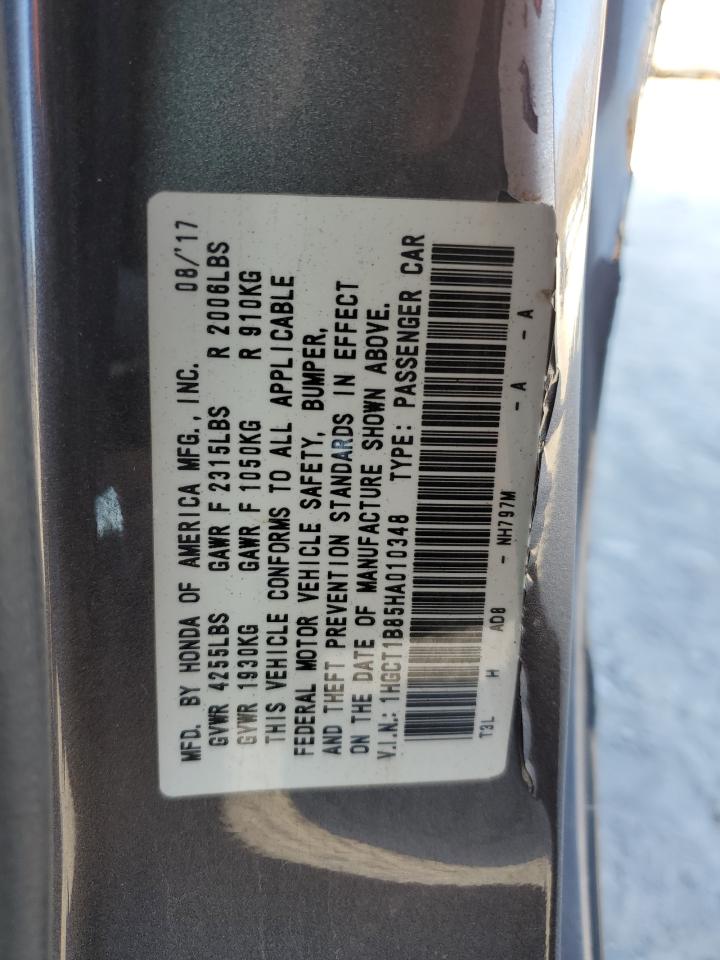 MFD. BY HONDA OF AMERICA MFG., INC. 08/'17
GVWR 4255LBS GAWR F 2315LBS R 2006LBS
GVWR 1930KG GAWR F 1050KG R 910KG
THIS VEHICLE CONFORMS TO ALL APPLICABLE
FEDERAL MOTOR VEHICLE SAFETY, BUMPER,
AND THEFT PREVENTION STANDARDS IN EFFECT
ON THE DATE OF MANUFACTURE SHOWN ABOVE.
V.I.N.: 1HGCT1B85HA010348 TYPE: PASSENGER CAR
T3L H AD8 - NH797M - A - A